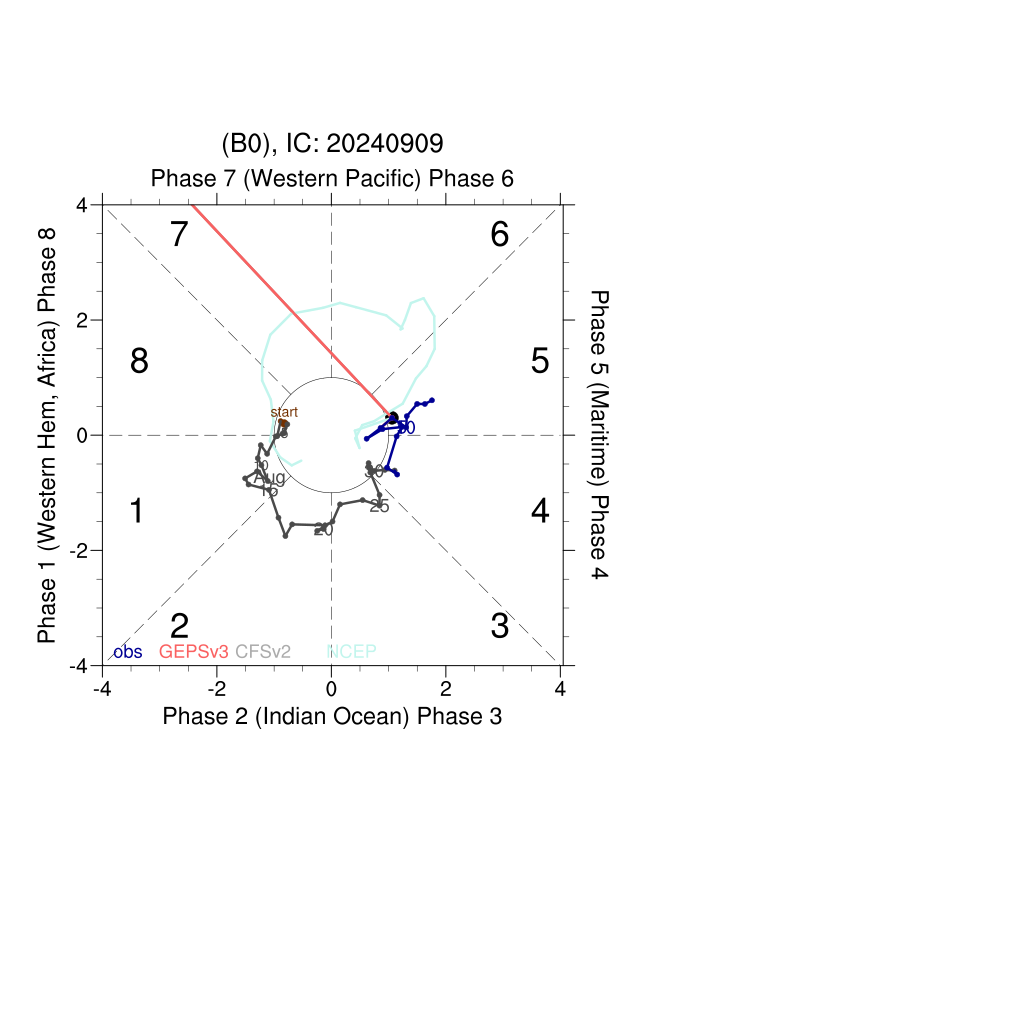 (B0), IC: 20240909
Phase 7 (Western Pacific) Phase 6
Phase 1 (Western Hem, Africa) Phase 8
4
2
0
-2
-4
7
6
8
5
1
4
2
3
start
10
Aug
15
20
25
30
obs GEPSv3 CFSv2 NCEP
-4 -2 0 2 4
Phase 2 (Indian Ocean) Phase 3
Phase 5 (Maritime) Phase 4